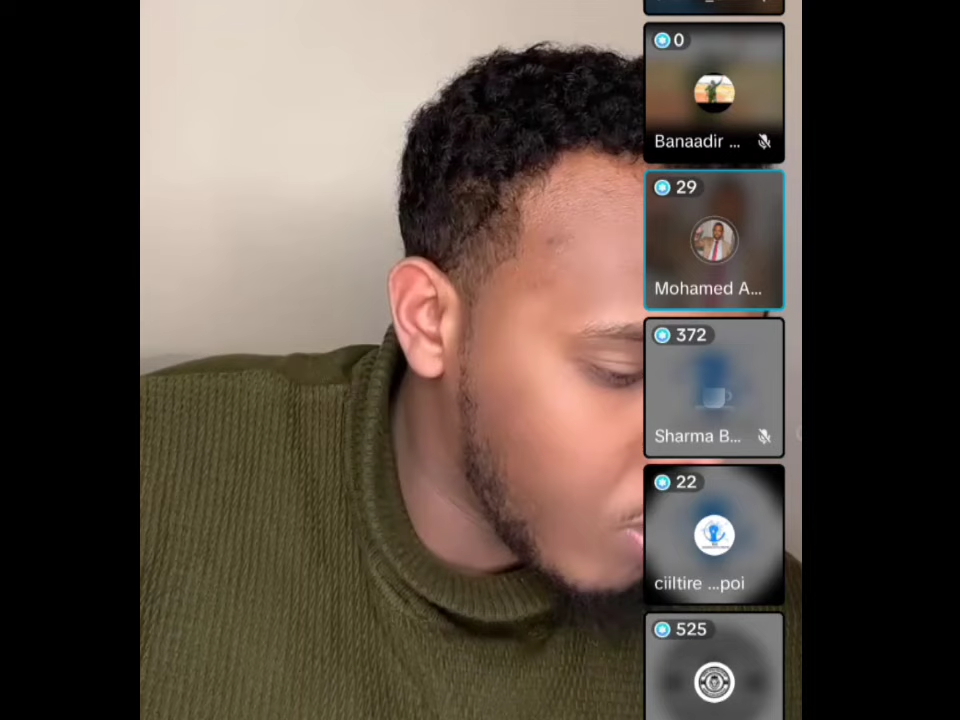 0
Banaadir ...
29
Mohamed A...
372
Sharma B...
22
ciiltire ...poi
525